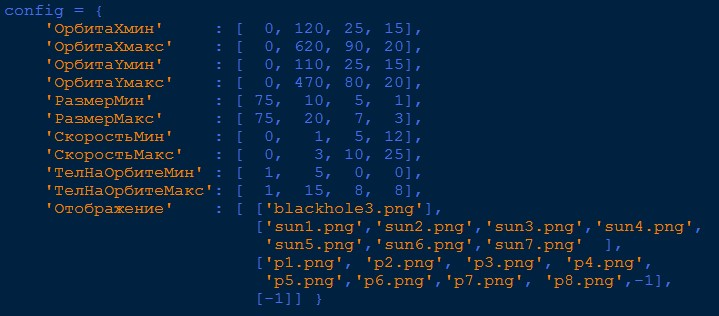 config = {
    'ОрбитаXмин'     : [  0, 120, 25, 15],
    'ОрбитаXмакс'    : [  0, 620, 90, 20],
    'ОрбитаYмин'     : [  0, 110, 25, 15],
    'ОрбитаYмакс'    : [  0, 470, 80, 20],
    'РазмерМин'      : [ 75,  10,  5,  1],
    'РазмерМакс'     : [ 75,  20,  7,  3],
    'СкоростьМин'    : [  0,   1,  5, 12],
    'СкоростьМакс'   : [  0,   3, 10, 25],
    'ТелНаОрбитеМин' : [  1,   5,  0,  0],
    'ТелНаОрбитеМакс': [  1,  15,  8,  8],
    'Отображение'    : [ ['blackhole3.png'],
                         ['sun1.png','sun2.png','sun3.png','sun4.png',
                          'sun5.png','sun6.png','sun7.png'  ],
                         ['p1.png', 'p2.png', 'p3.png', 'p4.png',
                          'p5.png','p6.png','p7.png', 'p8.png',-1],
                         [-1]] }